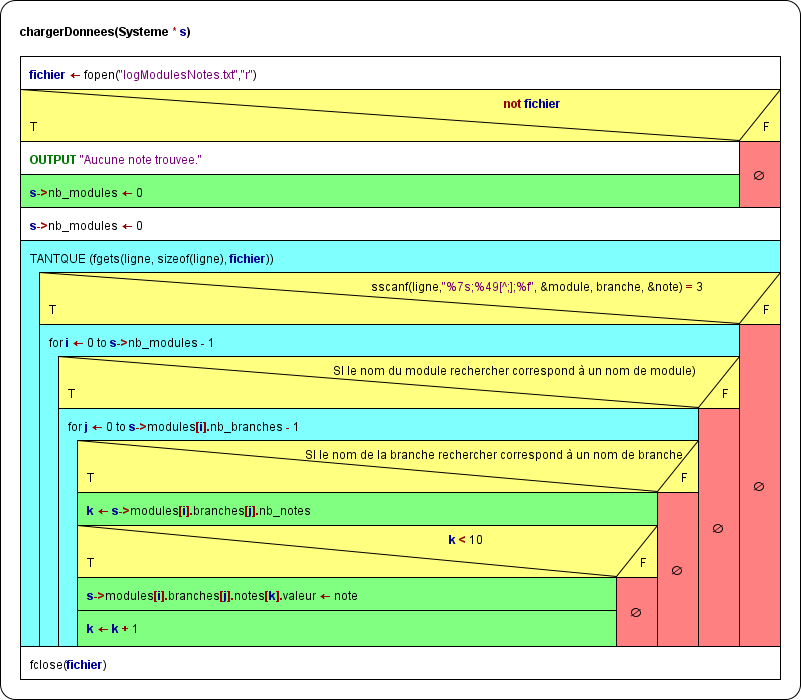 chargerDonnees(Systeme * s)
fichier ← fopen("logModulesNotes.txt","r")
not fichier
T F
OUTPUT "Aucune note trouvee."
∅
s->nb_modules ← 0
s->nb_modules ← 0
TANTQUE (fgets(ligne, sizeof(ligne), fichier))
sscanf(ligne,"%7s;%49[^;];%f", &module, branche, &note) = 3
T F
for i ← 0 to s->nb_modules - 1
SI le nom du module rechercher correspond à un nom de module)
T F
for j ← 0 to s->modules[i].nb_branches - 1
SI le nom de la branche rechercher correspond à un nom de branche
T F
∅
k ← s->modules[i].branches[j].nb_notes
∅
k < 10
T F
∅
s->modules[i].branches[j].notes[k].valeur ← note
∅
k ← k + 1
fclose(fichier)